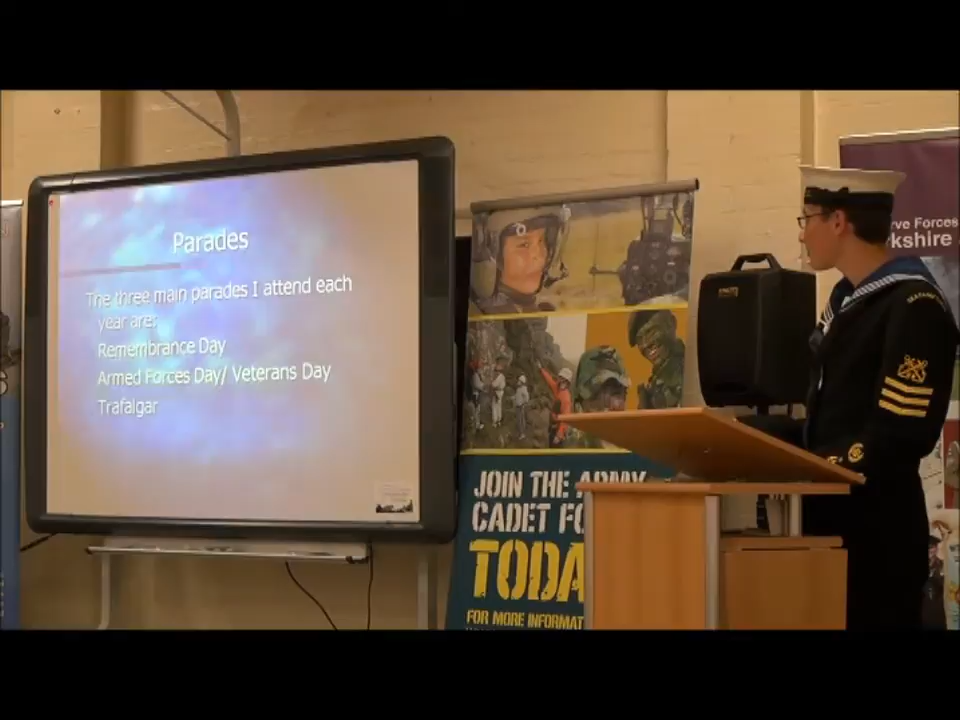 Parades
The three main parades I attend each
year are:
Remembrance Day
Armed Forces Day/ Veterans Day
Trafalgar
JOIN THE ARMY
CADET FO
TODA
FOR MORE INFORMAT
rve Forces
rkshire